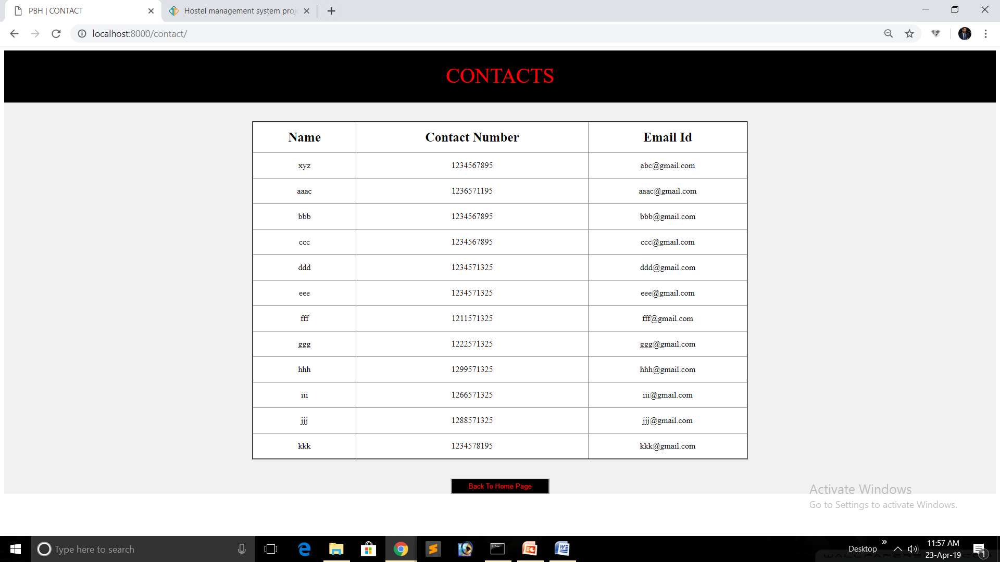 PBH | CONTACT
Hostel management system proj
localhost:8000/contact/
CONTACTS
Name Contact Number Email Id
xyz 1234567895 abc@gmail.com
aaac 1236571195 aaac@gmail.com
bbb 1234567895 bbb@gmail.com
ccc 1234567895 ccc@gmail.com
ddd 1234571325 ddd@gmail.com
eee 1234571325 eee@gmail.com
fff 1211571325 fff@gmail.com
ggg 1222571325 ggg@gmail.com
hhh 1299571325 hhh@gmail.com
iii 1266571325 iii@gmail.com
jjj 1288571325 jjj@gmail.com
kkk 1234578195 kkk@gmail.com
Back To Home Page
Activate Windows
Go to Settings to activate Windows.
Type here to search
Desktop
11:57 AM
23-Apr-19
1